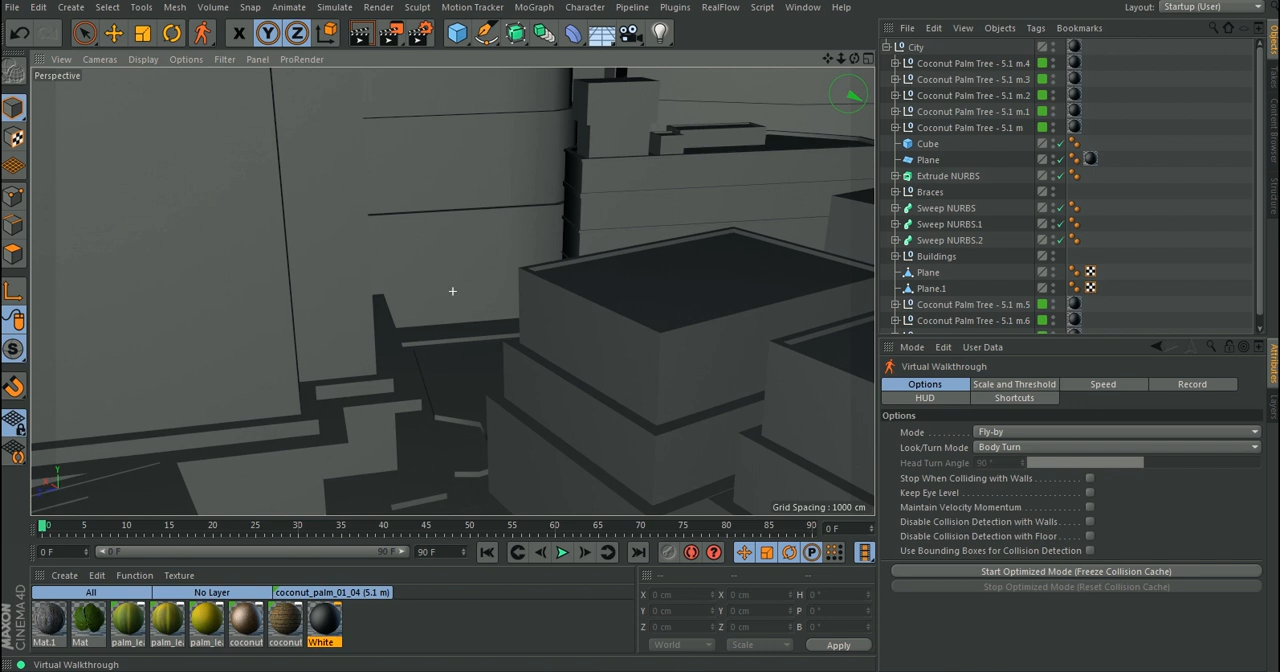 File Edit Create Select Tools Mesh Volume Snap Animate Simulate Render Sculpt Motion Tracker MoGraph Character Pipeline Plugins RealFlow Script Window Help Layout: Startup (User)
File Edit View Objects Tags Bookmarks
View Cameras Display Options Filter Panel ProRender
Perspective
City
Coconut Palm Tree - 5.1 m.4
Coconut Palm Tree - 5.1 m.3
Coconut Palm Tree - 5.1 m.2
Coconut Palm Tree - 5.1 m.1
Coconut Palm Tree - 5.1 m
Cube
Plane
Extrude NURBS
Braces
Sweep NURBS
Sweep NURBS.1
Sweep NURBS.2
Buildings
Plane
Plane.1
Coconut Palm Tree - 5.1 m.5
Coconut Palm Tree - 5.1 m.6
Objects
Takes
Content Browser
Structure
Mode Edit User Data
Virtual Walkthrough
Options Scale and Threshold Speed Record
HUD Shortcuts
Options
Mode Fly-by
Look/Turn Mode Body Turn
Head Turn Angle 90 °
Stop When Colliding with Walls
Keep Eye Level
Maintain Velocity Momentum
Disable Collision Detection with Walls
Disable Collision Detection with Floor
Use Bounding Boxes for Collision Detection
Start Optimized Mode (Freeze Collision Cache)
Stop Optimized Mode (Reset Collision Cache)
Attributes
Layers
Y
X
Z
Grid Spacing : 1000 cm
0 5 10 15 20 25 30 35 40 45 50 55 60 65 70 75 80 85 90 0 F
0 F 0 F 90 F 90 F
Create Edit Function Texture
All No Layer coconut_palm_01_04 (5.1 m)
Mat.1 Mat palm_le palm_le palm_le coconut coconut White
-- -- --
X 0 cm X 0 cm H 0 °
Y 0 cm Y 0 cm P 0 °
Z 0 cm Z 0 cm B 0 °
World Scale Apply
MAXON
CINEMA4D
Virtual Walkthrough